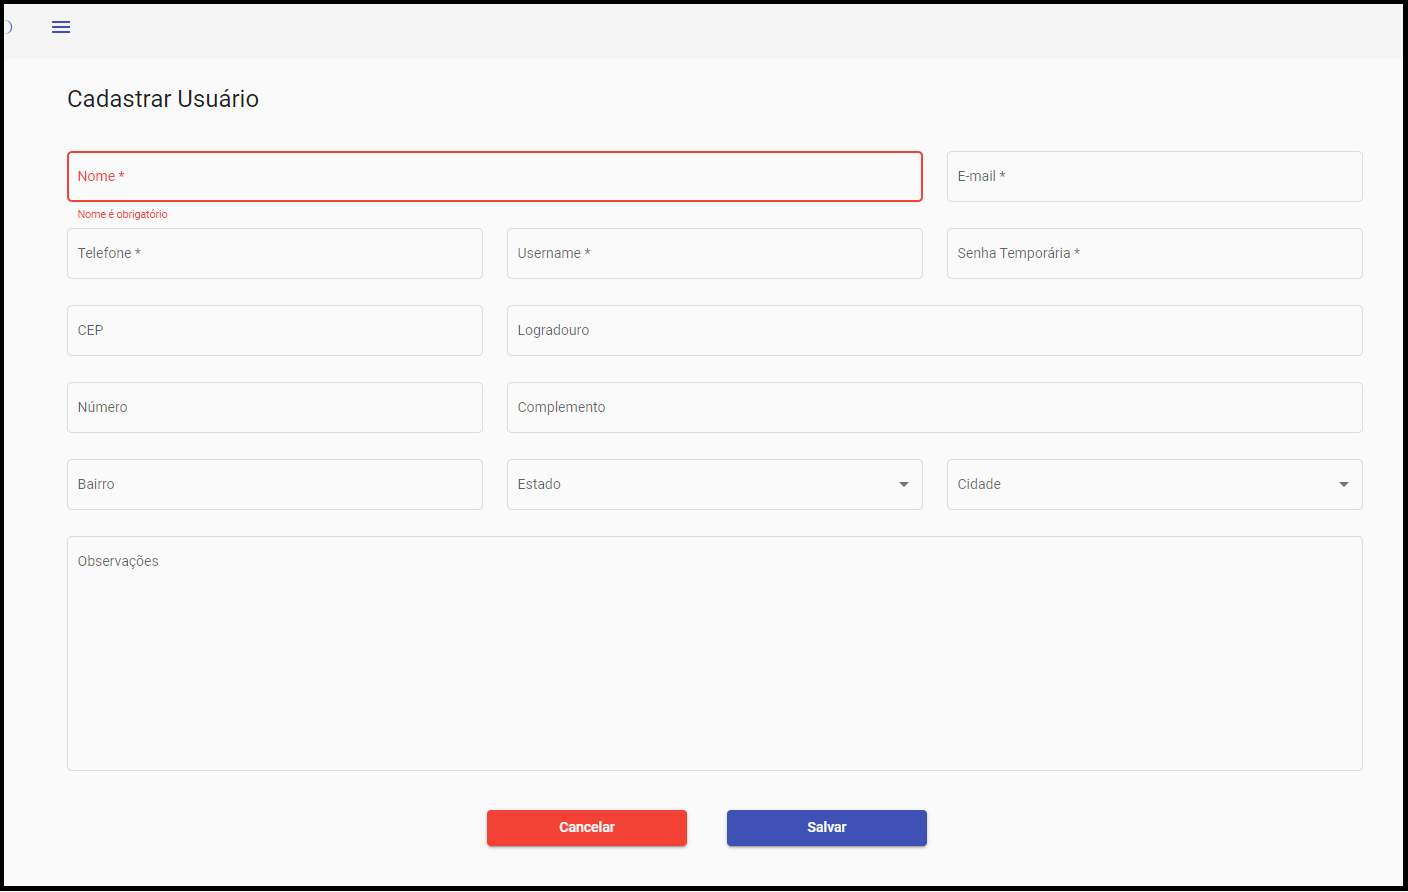 Cadastrar Usuário
Nome * E-mail *
Nome é obrigatório
Telefone * Username * Senha Temporária *
CEP Logradouro
Número Complemento
Bairro Estado Cidade
Observações
Cancelar Salvar